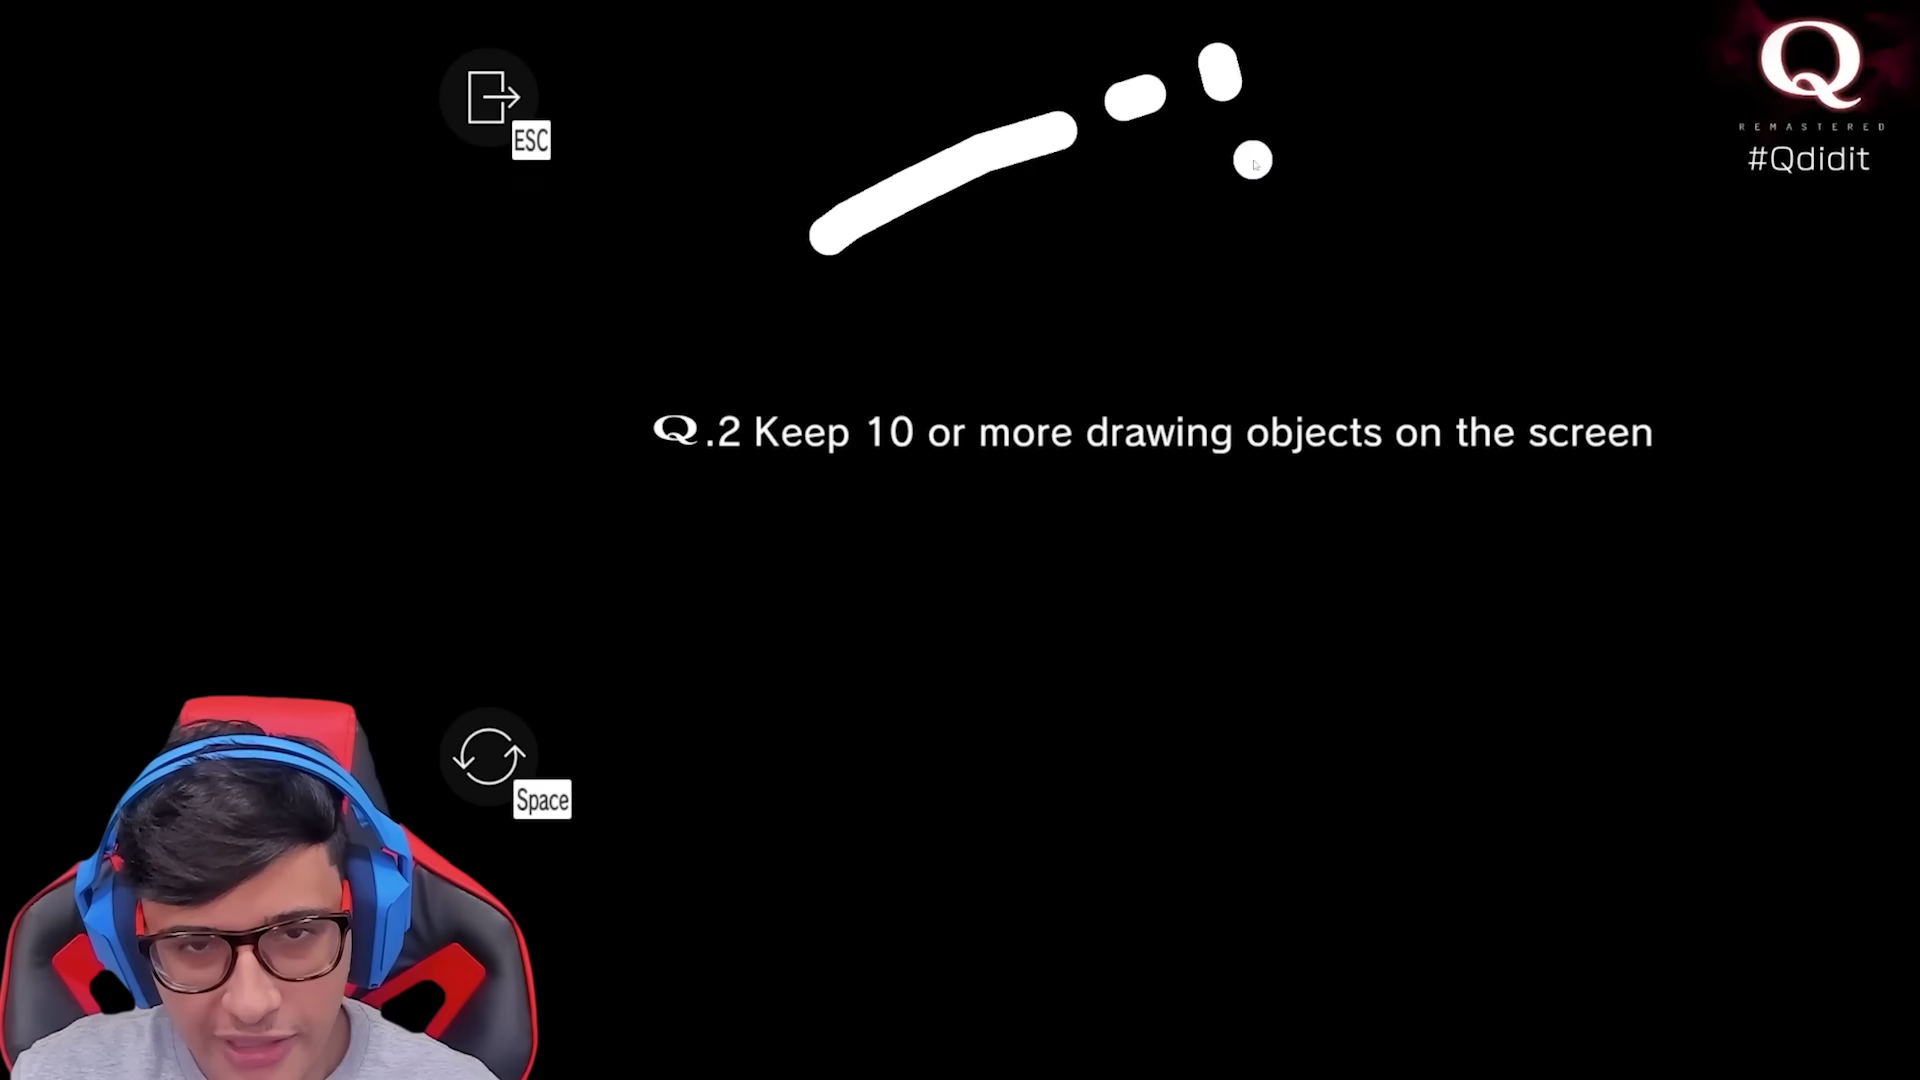 ESC
Q
REMASTERED
#Qdidit
Q.2 Keep 10 or more drawing objects on the screen
Space